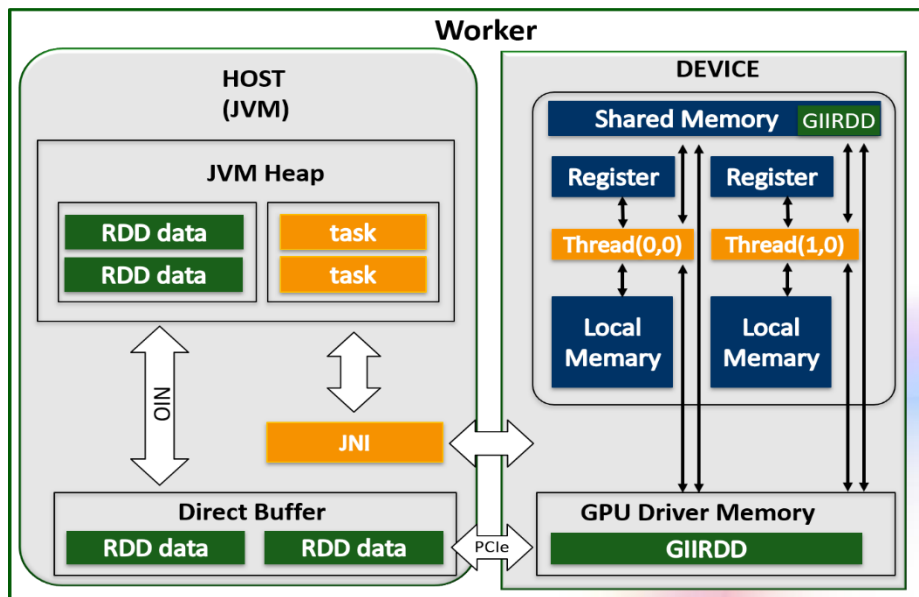 Worker
HOST
(JVM)
JVM Heap
RDD data
RDD data
task
task
NIO
JNI
Direct Buffer
RDD data
RDD data
PCIe
DEVICE
Shared Memory
GIIRDD
Register
Register
Thread(0,0)
Thread(1,0)
Local
Memary
Local
Memary
GPU Driver Memory
GIIRDD